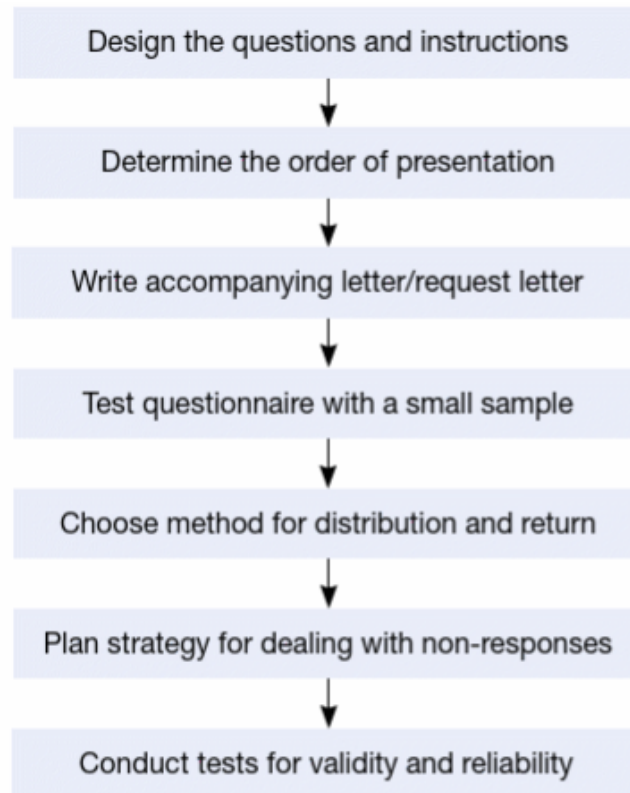 Design the questions and instructions
Determine the order of presentation
Write accompanying letter/request letter
Test questionnaire with a small sample
Choose method for distribution and return
Plan strategy for dealing with non-responses
Conduct tests for validity and reliability